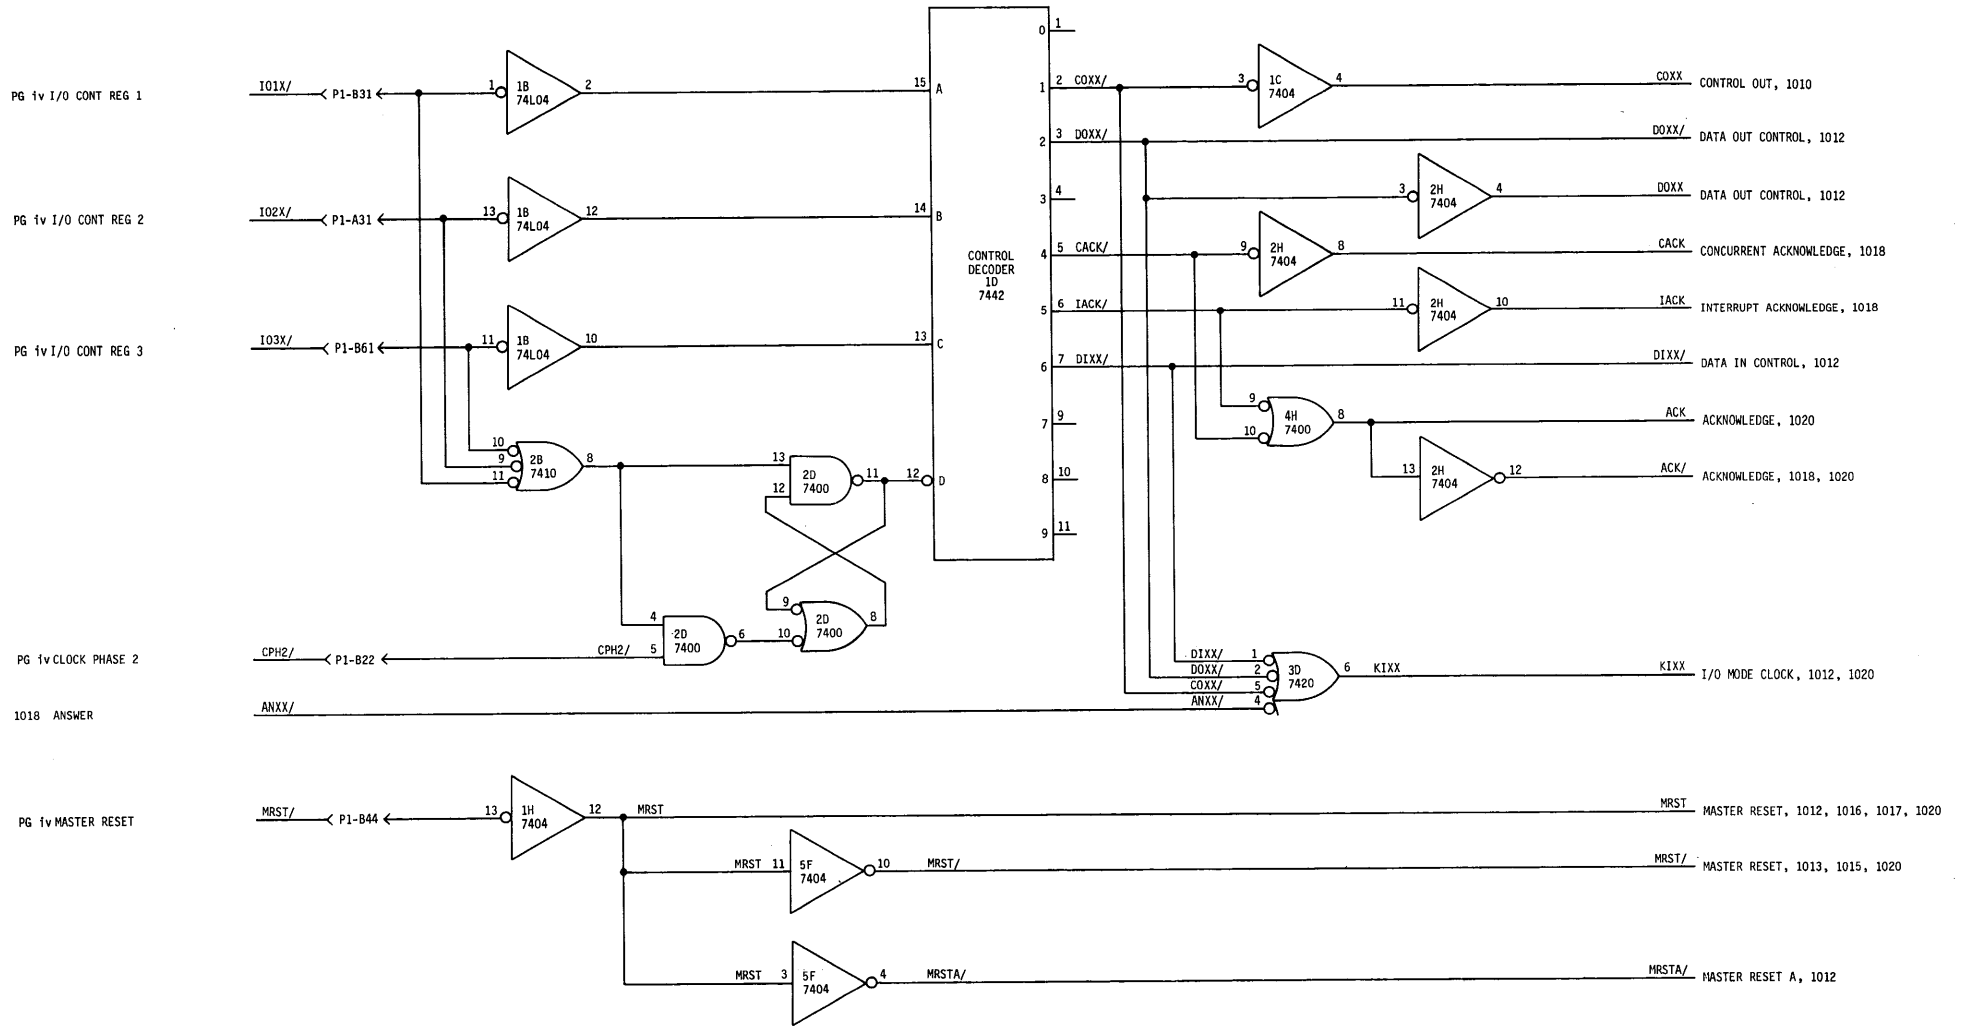 PG iv I/O CONT REG 1
IO1X/
P1-B31
1
1B
74L04
2
15
A
PG iv I/O CONT REG 2
IO2X/
P1-A31
13
1B
74L04
12
14
B
PG iv I/O CONT REG 3
IO3X/
P1-B61
11
1B
74L04
10
13
C
10
9
11
2B
7410
8
13
12
2D
7400
11
12
D
4
5
2D
7400
6
9
10
2D
7400
8
PG iv CLOCK PHASE 2
CPH2/
P1-B22
CPH2/
1018 ANSWER
ANXX/
CONTROL
DECODER
1D
7442
0
1
1
2
COXX/
3
1C
7404
4
COXX
CONTROL OUT, 1010
2
3
DOXX/
DOXX/
DATA OUT CONTROL, 1012
3
4
3
2H
7404
4
DOXX
DATA OUT CONTROL, 1012
4
5
CACK/
9
2H
7404
8
CACK
CONCURRENT ACKNOWLEDGE, 1018
5
6
IACK/
11
2H
7404
10
IACK
INTERRUPT ACKNOWLEDGE, 1018
6
7
DIXX/
DIXX/
DATA IN CONTROL, 1012
7
9
9
10
4H
7400
8
ACK
ACKNOWLEDGE, 1020
8
10
13
2H
7404
12
ACK/
ACKNOWLEDGE, 1018, 1020
9
11
DIXX/
1
DOXX/
2
COXX/
5
ANXX/
4
3D
7420
6
KIXX
KIXX
I/O MODE CLOCK, 1012, 1020
PG iv MASTER RESET
MRST/
P1-B44
13
1H
7404
12
MRST
MRST
MASTER RESET, 1012, 1016, 1017, 1020
MRST
11
5F
7404
10
MRST/
MRST/
MASTER RESET, 1013, 1015, 1020
MRST
3
5F
7404
4
MRSTA/
MRSTA/
MASTER RESET A, 1012